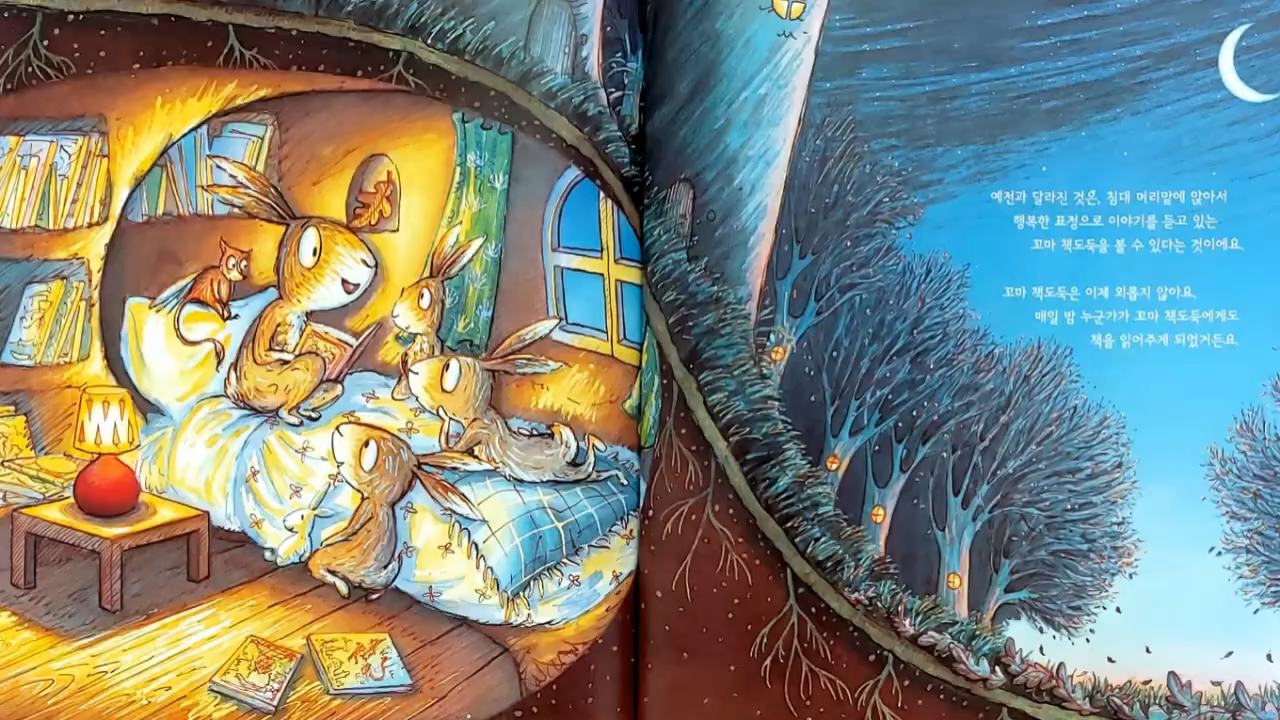 예전과 달라진 것은, 침대 머리맡에 앉아서
행복한 표정으로 이야기를 듣고 있는
꼬마 책도둑을 볼 수 있다는 것이에요.
꼬마 책도둑은 이제 외롭지 않아요.
매일 밤 누군가가 꼬마 책도둑에게도
책을 읽어주게 되었거든요.